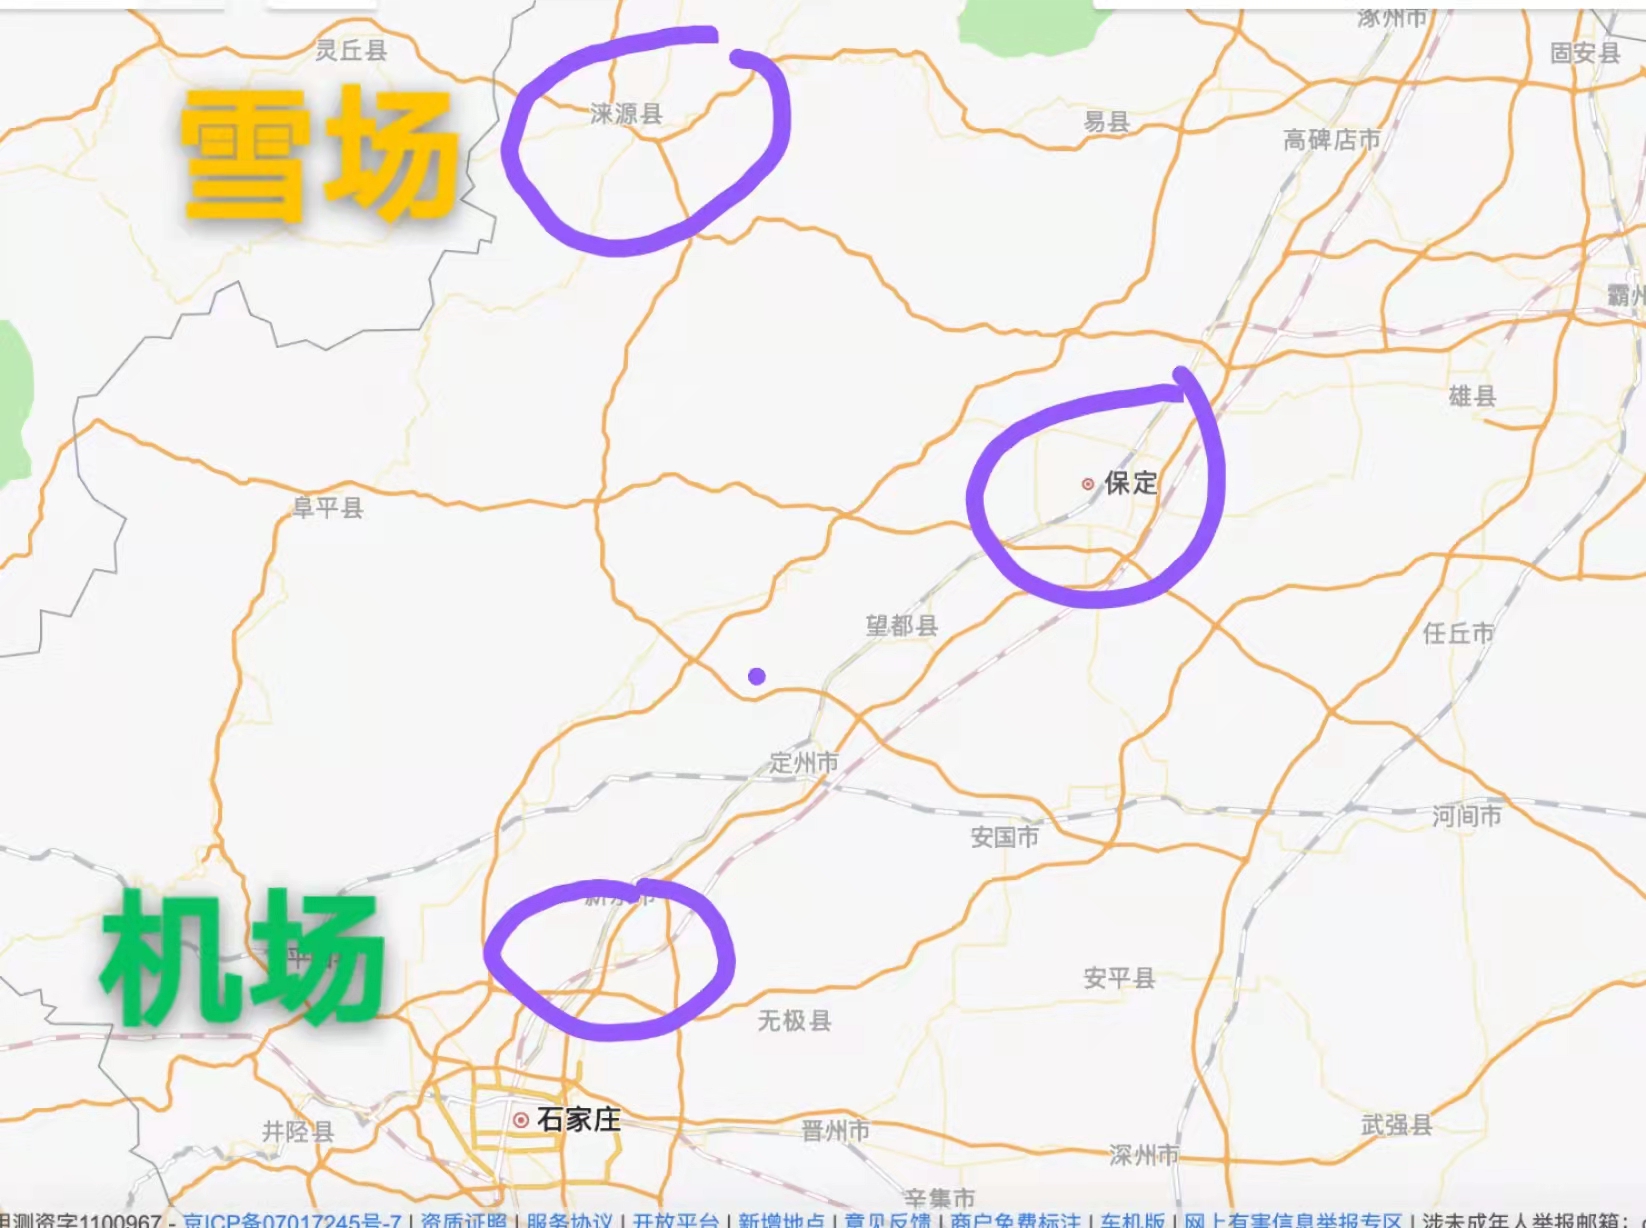 涿州市
固安县
灵丘县
涞源县
易县
高碑店市
雪场
霸州
雄县
保定
阜平县
望都县
任丘市
定州市
河间市
安国市
机场
安平县
无极县
石家庄
井陉县
晋州市
武强县
深州市
辛集市
测资字1100967 - 京ICP备07017245号-7 | 资质证照 | 服务协议 | 开放平台 | 新增地点 | 意见反馈 | 商户免费标注 | 车机版 | 网上有害信息举报专区 | 涉未成年人举报邮箱: